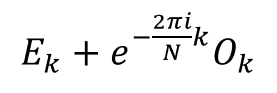 $E_k + e^{-\frac{2\pi i}{N}k} O_k$